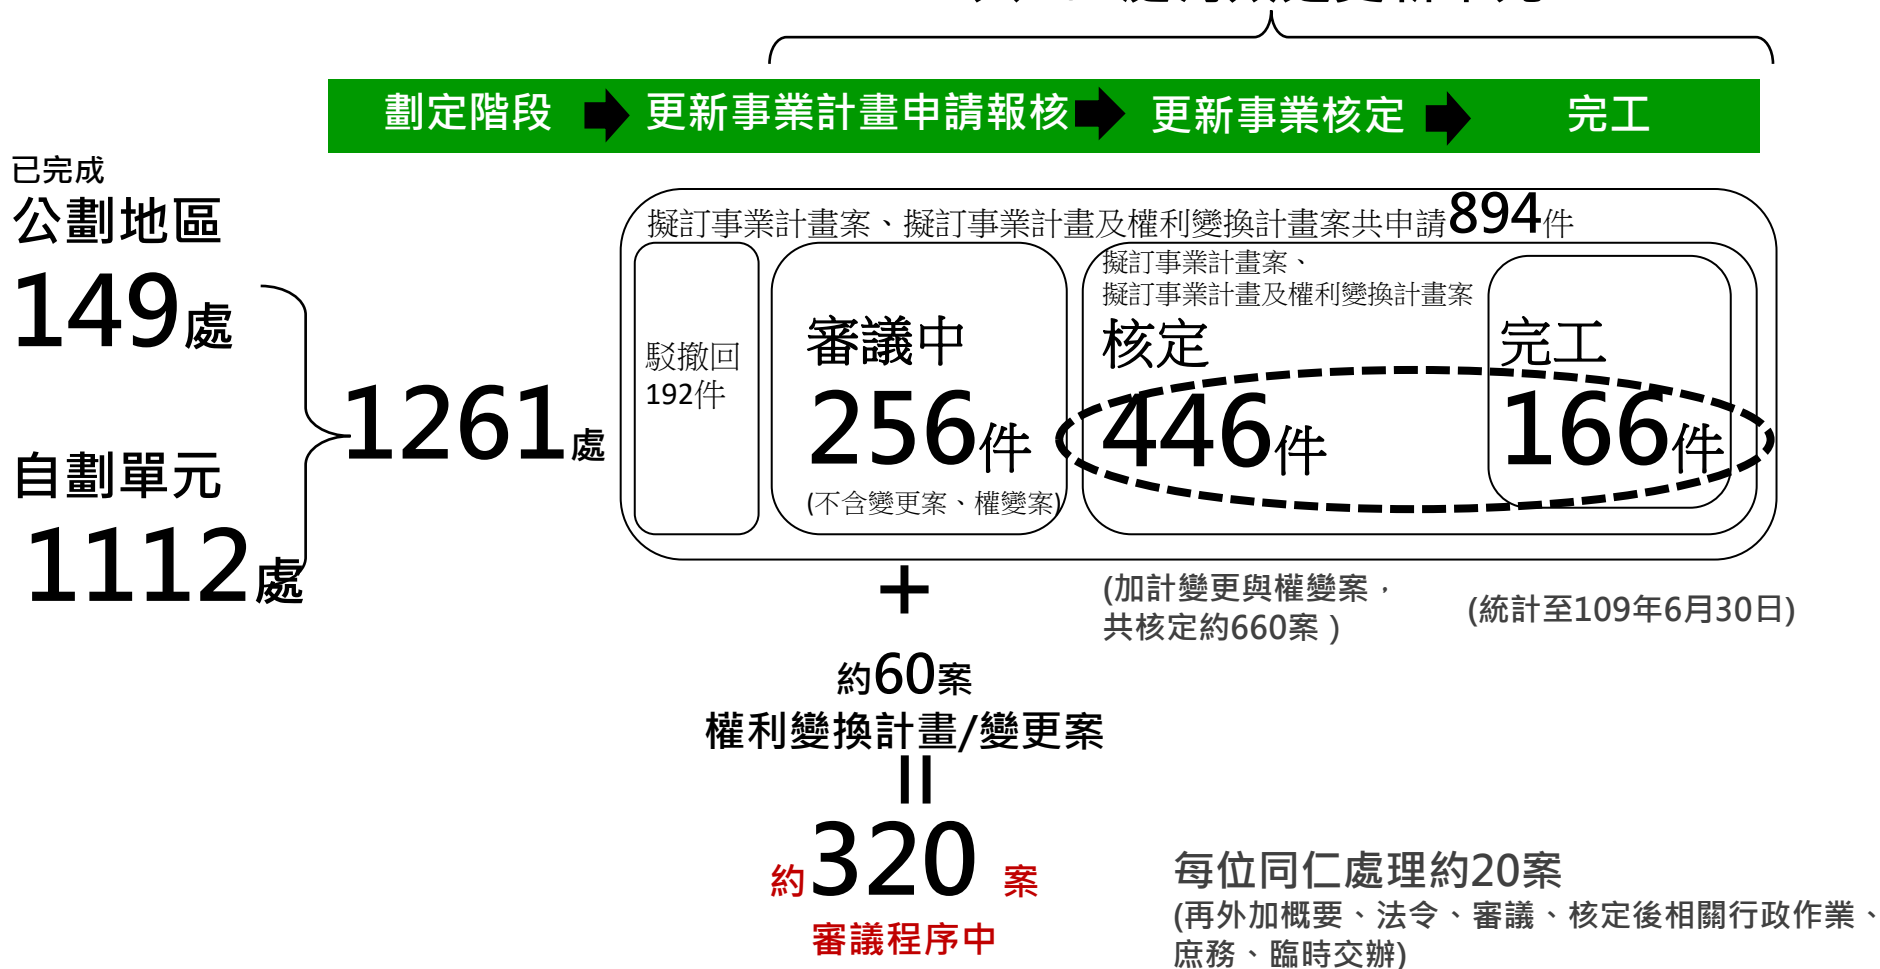 劃定階段
更新事業計畫申請報核
更新事業核定
完工
已完成
公劃地區
149處
自劃單元
1112處
1261處
擬訂事業計畫案、擬訂事業計畫及權利變換計畫案共申請894件
駁撤回
192件
審議中
256件
(不含變更案、權變案)
擬訂事業計畫案、
擬訂事業計畫及權利變換計畫案
核定
446件
完工
166件
+
約60案
權利變換計畫/變更案
=
約320案
審議程序中
(加計變更與權變案，
共核定約660案)
(統計至109年6月30日)
每位同仁處理約20案
(再外加概要、法令、審議、核定後相關行政作業、
庶務、臨時交辦)